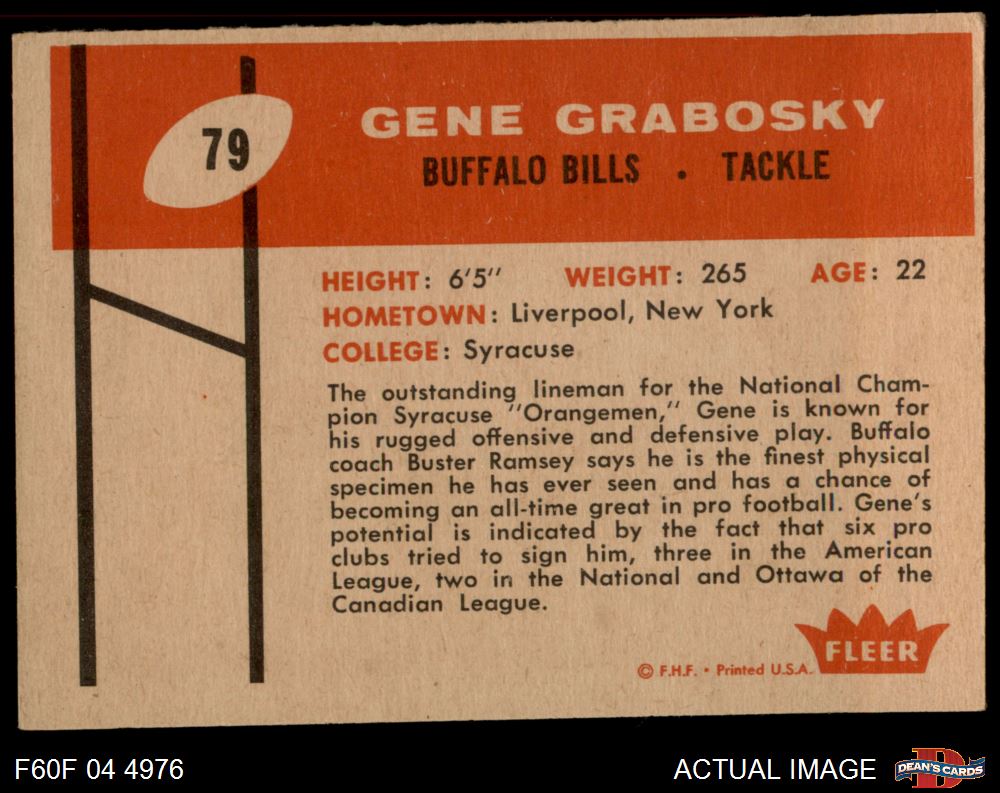 79
GENE GRABOSKY
BUFFALO BILLS . TACKLE
HEIGHT: 6'5" WEIGHT: 265 AGE: 22
HOMETOWN: Liverpool, New York
COLLEGE: Syracuse
The outstanding lineman for the National Cham-
pion Syracuse "Orangemen," Gene is known for
his rugged offensive and defensive play. Buffalo
coach Buster Ramsey says he is the finest physical
specimen he has ever seen and has a chance of
becoming an all-time great in pro football. Gene's
potential is indicated by the fact that six pro
clubs tried to sign him, three in the American
League, two in the National and Ottawa of the
Canadian League.
FLEER
© F.H.F. • Printed U.S.A.
F60F 04 4976
ACTUAL IMAGE
DEAN'S CARDS